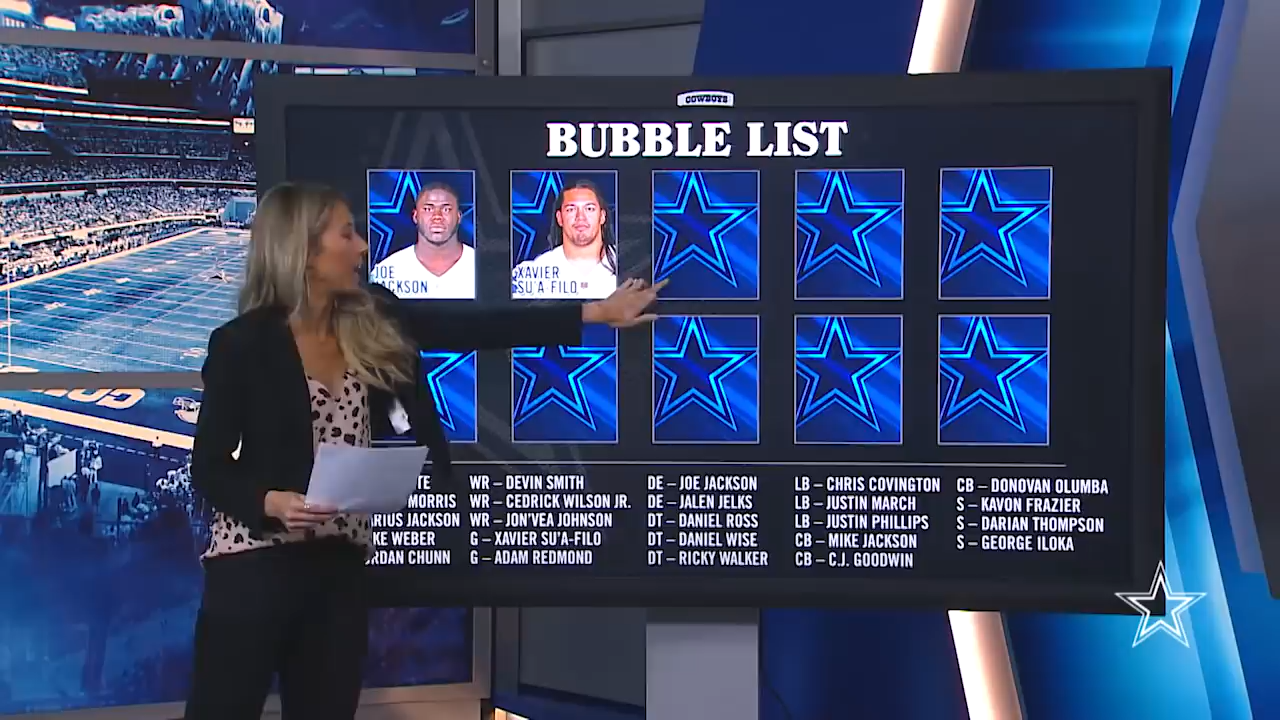 COWBOYS
BUBBLE LIST
JOE
JACKSON
XAVIER
SU'A-FILO
WR – DEVIN SMITH
MORRIS WR – CEDRICK WILSON JR.
JACKSON WR – JON'VEA JOHNSON
WEBER G – XAVIER SU'A-FILO
CHUNN G – ADAM REDMOND
DE – JOE JACKSON
DE – JALEN JELKS
DT – DANIEL ROSS
DT – DANIEL WISE
DT – RICKY WALKER
LB – CHRIS COVINGTON
LB – JUSTIN MARCH
LB – JUSTIN PHILLIPS
CB – MIKE JACKSON
CB – C.J. GOODWIN
CB – DONOVAN OLUMBA
S – KAVON FRAZIER
S – DARIAN THOMPSON
S – GEORGE ILOKA